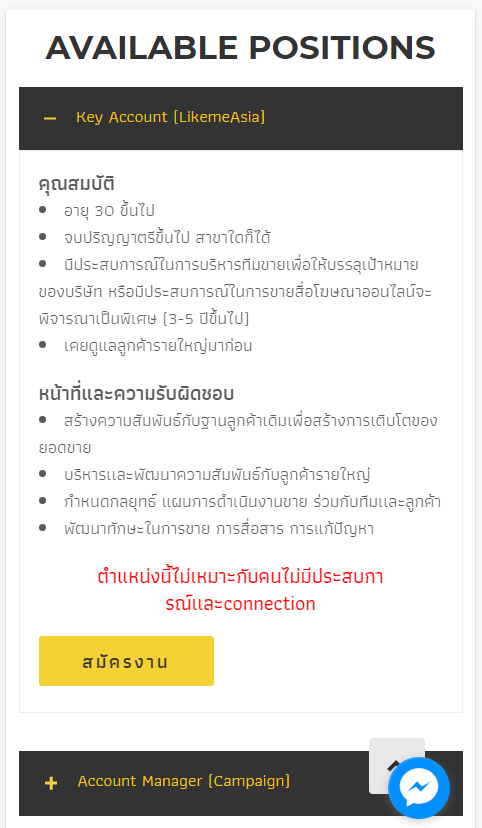 AVAILABLE POSITIONS
Key Account (LikemeAsia)
คุณสมบัติ
อายุ 30 ขึ้นไป
จบปริญญาตรีขึ้นไป สาขาใดก็ได้
มีประสบการณ์ในการบริหารทีมขายเพื่อให้บรรลุเป้าหมาย
ของบริษัท หรือมีประสบการณ์ในการขายสื่อโฆษณาออนไลน์จะ
พิจารณาเป็นพิเศษ (3-5 ปีขึ้นไป)
เคยดูแลลูกค้ารายใหญ่มาก่อน
หน้าที่และความรับผิดชอบ
สร้างความสัมพันธ์กับฐานลูกค้าเดิมเพื่อสร้างการเติบโตของ
ยอดขาย
บริหารและพัฒนาความสัมพันธ์กับลูกค้ารายใหญ่
กำหนดกลยุทธ์ แผนการดำเนินงานขาย ร่วมกับทีมและลูกค้า
พัฒนาทักษะในการขาย การสื่อสาร การแก้ปัญหา
ตำแหน่งนี้ไม่เหมาะกับคนไม่มีประสบกา
รณ์และconnection
สมัครงาน
Account Manager (Campaign)